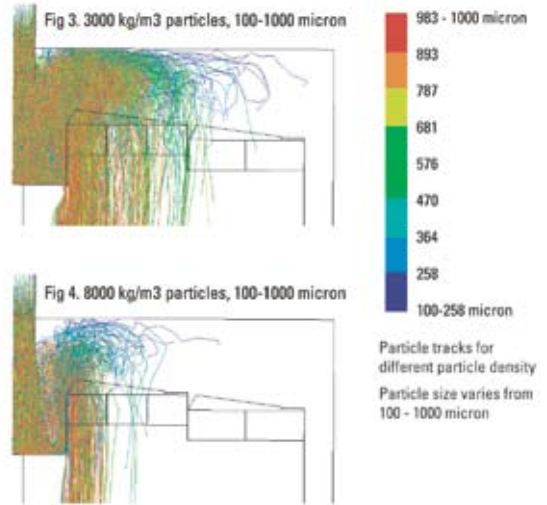 Fig 3. 3000 kg/m3 particles, 100-1000 micron
983 - 1000 micron
893
787
681
576
470
364
258
100-258 micron
Fig 4. 8000 kg/m3 particles, 100-1000 micron
Particle tracks for
different particle density
Particle size varies from
100 - 1000 micron